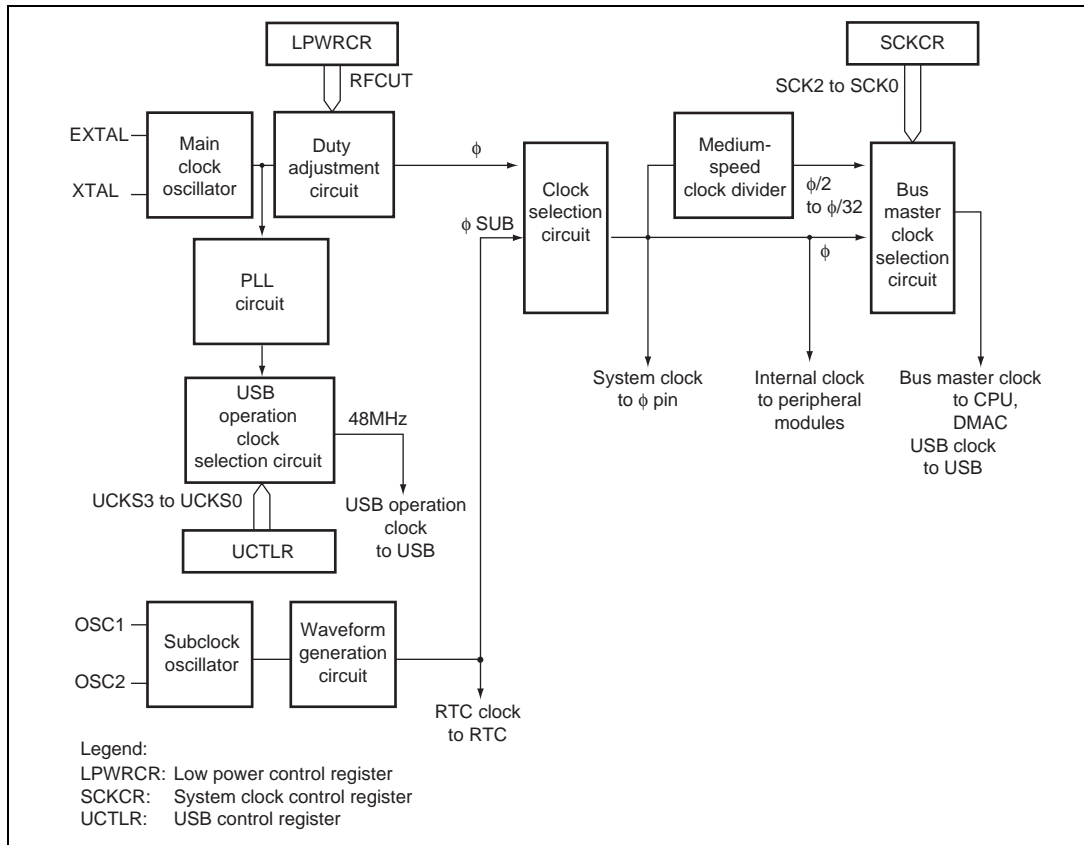 LPWRCR
SCKCR
RFCUT
SCK2 to SCK0
EXTAL
XTAL
Main
clock
oscillator
Duty
adjustment
circuit
ϕ
ϕ SUB
Clock
selection
circuit
Medium-
speed
clock divider
ϕ/2
to ϕ/32
ϕ
Bus
master
clock
selection
circuit
PLL
circuit
USB
operation
clock
selection circuit
48MHz
UCKS3 to UCKS0
UCTLR
USB operation
clock
to USB
System clock
to ϕ pin
Internal clock
to peripheral
modules
Bus master clock
to CPU,
DMAC
USB clock
to USB
OSC1
OSC2
Subclock
oscillator
Waveform
generation
circuit
RTC clock
to RTC
Legend:
LPWRCR: Low power control register
SCKCR: System clock control register
UCTLR: USB control register